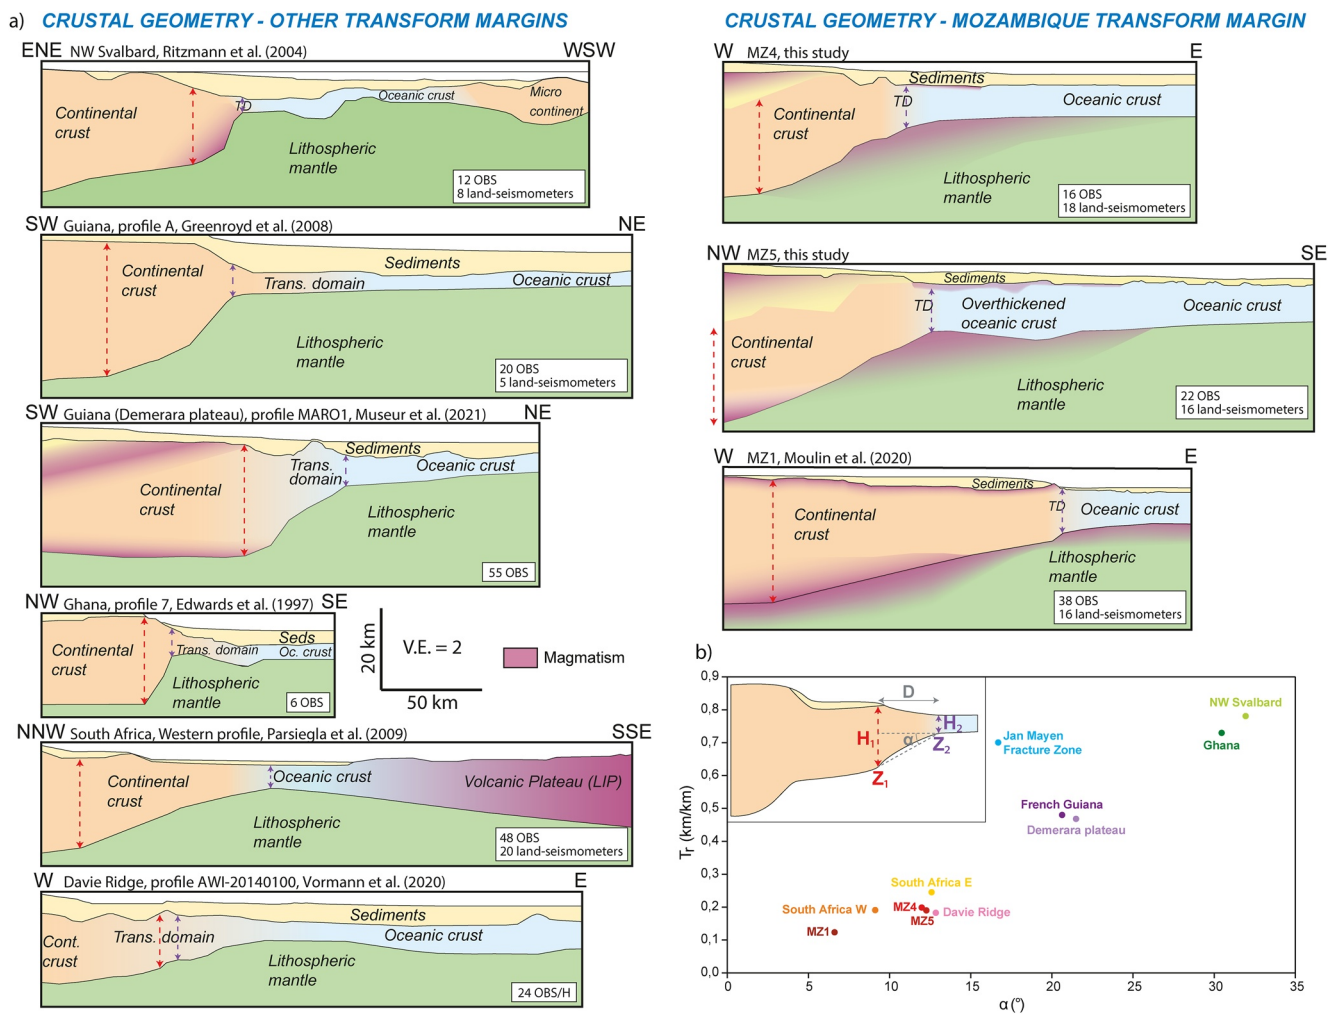 a) CRUSTAL GEOMETRY - OTHER TRANSFORM MARGINS
ENE NW Svalbard, Ritzmann et al. (2004) WSW
Continental
crust
TD
Oceanic crust
Micro
continent
Lithospheric
mantle
12 OBS
8 land-seismometers
SW Guiana, profile A, Greenroyd et al. (2008) NE
Continental
crust
Sediments
Trans. domain
Oceanic crust
Lithospheric
mantle
20 OBS
5 land-seismometers
SW Guiana (Demerara plateau), profile MARO1, Museur et al. (2021) NE
Continental
crust
Trans.
domain
Sediments
Oceanic crust
Lithospheric
mantle
55 OBS
NW Ghana, profile 7, Edwards et al. (1997) SE
Continental
crust
Seds
Trans. domain
Oc. crust
Lithospheric
mantle
6 OBS
20 km
V.E. = 2
50 km
Magmatism
NNW South Africa, Western profile, Parsiegla et al. (2009) SSE
Continental
crust
Oceanic crust
Volcanic Plateau (LIP)
Lithospheric
mantle
48 OBS
20 land-seismometers
W Davie Ridge, profile AWI-20140100, Vormann et al. (2020) E
Cont.
crust
Trans. domain
Sediments
Oceanic crust
Lithospheric
mantle
24 OBS/H
CRUSTAL GEOMETRY - MOZAMBIQUE TRANSFORM MARGIN
W MZ4, this study E
Sediments
Continental
crust
TD
Oceanic crust
Lithospheric
mantle
16 OBS
18 land-seismometers
NW MZ5, this study SE
Sediments
TD
Overthickened
oceanic crust
Oceanic crust
Continental
crust
Lithospheric
mantle
22 OBS
16 land-seismometers
W MZ1, Moulin et al. (2020) E
Sediments
Continental
crust
TD
Oceanic crust
Lithospheric
mantle
38 OBS
16 land-seismometers
b)
0,9
0,8
0,7
0,6
0,5
0,4
0,3
0,2
0,1
0,0
Tr (km/km)
D
H1
H2
α
Z2
Z1
NW Svalbard
Ghana
Jan Mayen
Fracture Zone
French Guiana
Demerara plateau
South Africa E
South Africa W
MZ4
MZ5
Davie Ridge
MZ1
0 5 10 15 20 25 30 35
α (°)